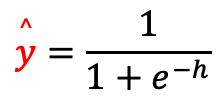 ŷ = 1 / (1 + e^{-h})